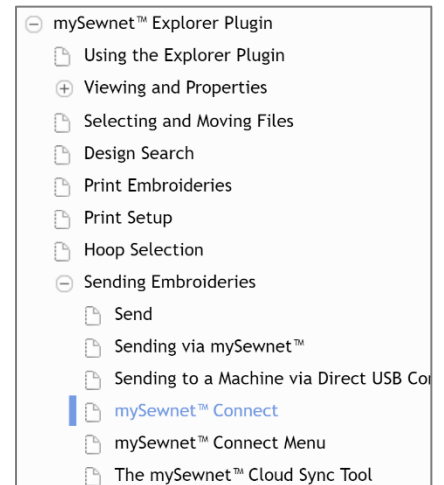 mySewnet™ Explorer Plugin
Using the Explorer Plugin
Viewing and Properties
Selecting and Moving Files
Design Search
Print Embroideries
Print Setup
Hoop Selection
Sending Embroideries
Send
Sending via mySewnet™
Sending to a Machine via Direct USB
mySewnet™ Connect
mySewnet™ Connect Menu
The mySewnet™ Cloud Sync Tool